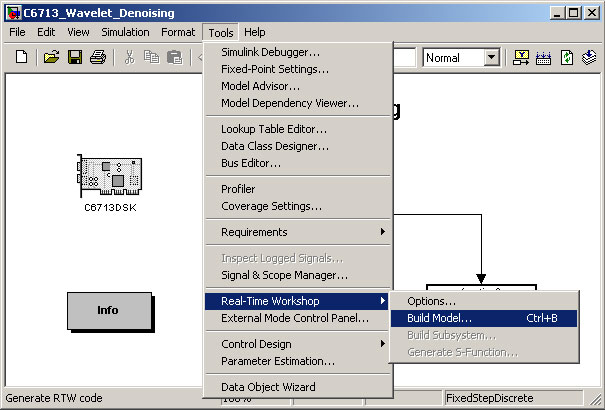 C6713_Wavelet_Denoising
File Edit View Simulation Format Tools Help
Normal
Simulink Debugger...
Fixed-Point Settings...
Model Advisor...
Model Dependency Viewer...
Lookup Table Editor...
Data Class Designer...
Bus Editor...
Profiler
Coverage Settings...
Requirements
Inspect Logged Signals...
Signal & Scope Manager...
Real-Time Workshop
External Mode Control Panel...
Control Design
Parameter Estimation...
Data Object Wizard
Options...
Build Model... Ctrl+B
Build Subsystem...
Generate S-Function...
C6713DSK
Info
Generate RTW code
FixedStepDiscrete